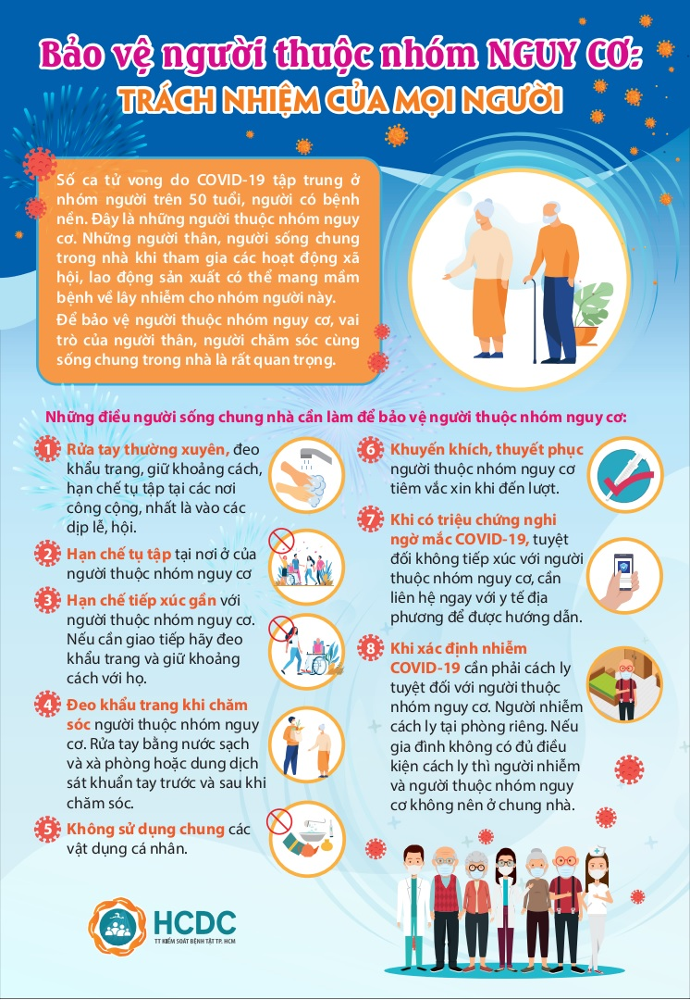 Bảo vệ người thuộc nhóm NGUY CƠ:
TRÁCH NHIỆM CỦA MỌI NGƯỜI
Số ca tử vong do COVID-19 tập trung ở
nhóm người trên 50 tuổi, người có bệnh
nền. Đây là những người thuộc nhóm nguy
cơ. Những người thân, người sống chung
trong nhà khi tham gia các hoạt động xã
hội, lao động sản xuất có thể mang mầm
bệnh về lây nhiễm cho nhóm người này.
Để bảo vệ người thuộc nhóm nguy cơ, vai
trò của người thân, người chăm sóc cùng
sống chung trong nhà là rất quan trọng.
Những điều người sống chung nhà cần làm để bảo vệ người thuộc nhóm nguy cơ:
1 Rửa tay thường xuyên, đeo
khẩu trang, giữ khoảng cách,
hạn chế tụ tập tại các nơi
công cộng, nhất là vào các
dịp lễ, hội.
2 Hạn chế tụ tập tại nơi ở của
người thuộc nhóm nguy cơ
3 Hạn chế tiếp xúc gần với
người thuộc nhóm nguy cơ.
Nếu cần giao tiếp hãy đeo
khẩu trang và giữ khoảng
cách với họ.
4 Đeo khẩu trang khi chăm
sóc người thuộc nhóm nguy
cơ. Rửa tay bằng nước sạch
và xà phòng hoặc dung dịch
sát khuẩn tay trước và sau khi
chăm sóc.
5 Không sử dụng chung các
vật dụng cá nhân.
6 Khuyến khích, thuyết phục
người thuộc nhóm nguy cơ
tiêm vắc xin khi đến lượt.
7 Khi có triệu chứng nghi
ngờ mắc COVID-19, tuyệt
đối không tiếp xúc với người
thuộc nhóm nguy cơ, cần
liên hệ ngay với y tế địa
phương để được hướng dẫn.
8 Khi xác định nhiễm
COVID-19 cần phải cách ly
tuyệt đối với người thuộc
nhóm nguy cơ. Người nhiễm
cách ly tại phòng riêng. Nếu
gia đình không có đủ điều
kiện cách ly thì người nhiễm
và người thuộc nhóm nguy
cơ không nên ở chung nhà.
HCDC
TT KIỂM SOÁT BỆNH TẬT TP. HCM